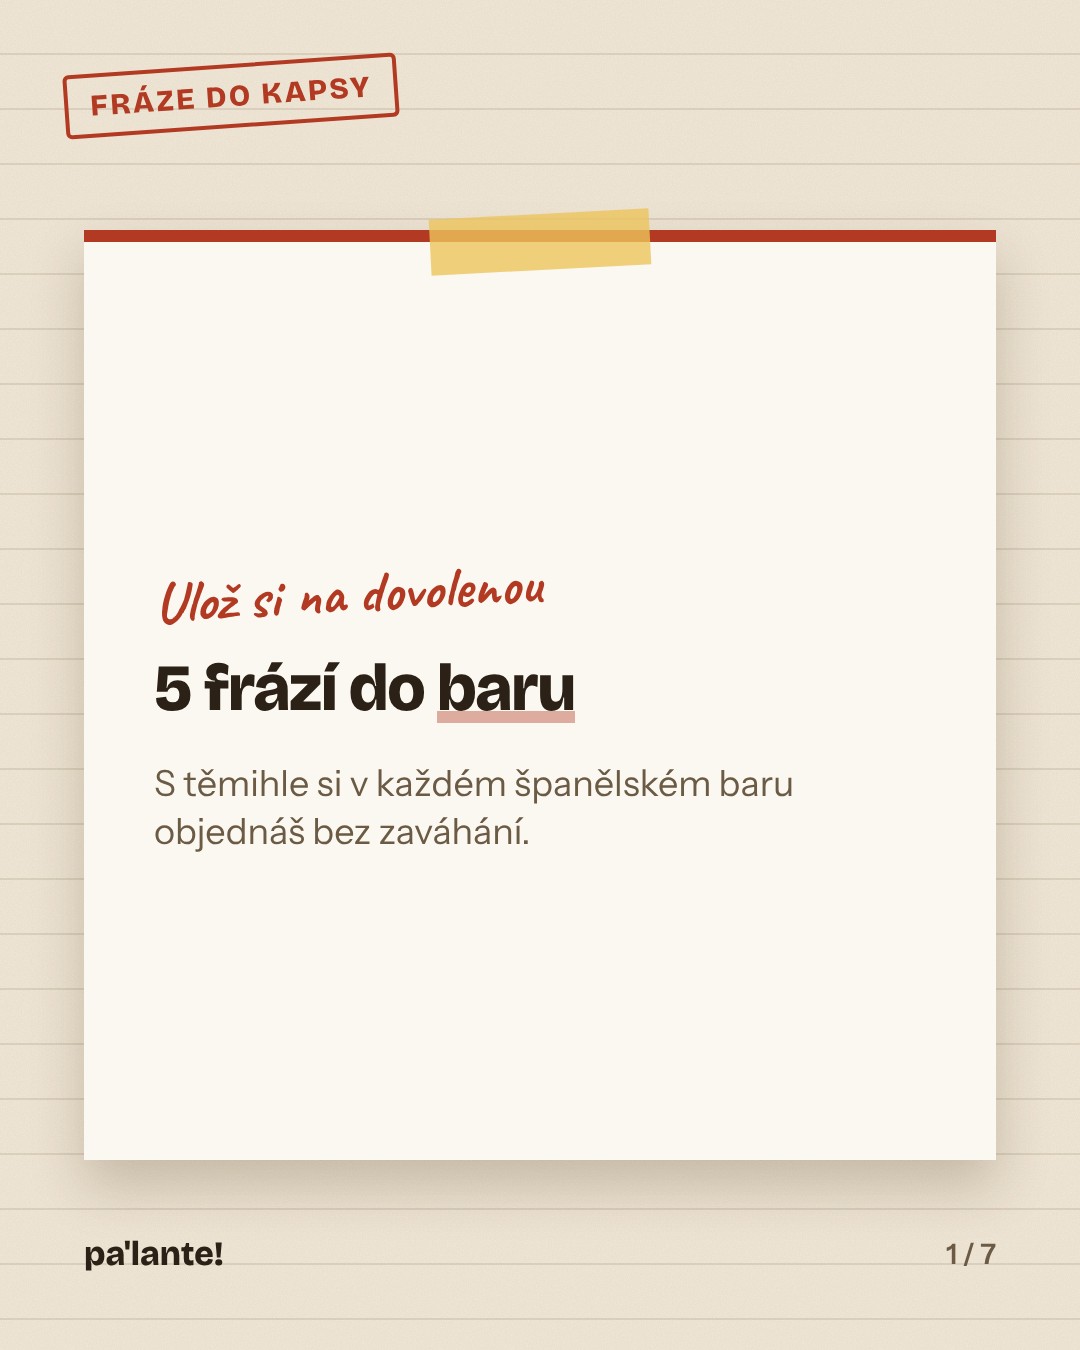 FRÁZE DO KAPSY
Ulož si na dovolenou
5 frází do baru
S těmihle si v každém španělském baru
objednáš bez zaváhání.
pa'lante!
1 / 7